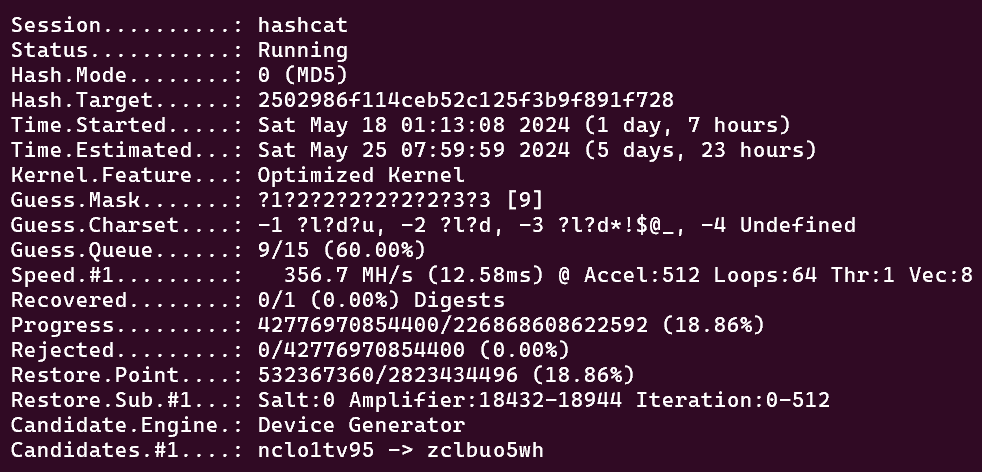 Session..........: hashcat
Status...........: Running
Hash.Mode........: 0 (MD5)
Hash.Target......: 2502986f114ceb52c125f3b9f891f728
Time.Started.....: Sat May 18 01:13:08 2024 (1 day, 7 hours)
Time.Estimated...: Sat May 25 07:59:59 2024 (5 days, 23 hours)
Kernel.Feature...: Optimized Kernel
Guess.Mask.......: ?1?2?2?2?2?2?2?3?3 [9]
Guess.Charset....: -1 ?l?d?u, -2 ?l?d, -3 ?l?d*!$@_, -4 Undefined
Guess.Queue......: 9/15 (60.00%)
Speed.#1.........:   356.7 MH/s (12.58ms) @ Accel:512 Loops:64 Thr:1 Vec:8
Recovered........: 0/1 (0.00%) Digests
Progress.........: 42776970854400/226868608622592 (18.86%)
Rejected.........: 0/42776970854400 (0.00%)
Restore.Point....: 532367360/2823434496 (18.86%)
Restore.Sub.#1...: Salt:0 Amplifier:18432-18944 Iteration:0-512
Candidate.Engine.: Device Generator
Candidates.#1....: nclo1tv95 -> zclbuo5wh